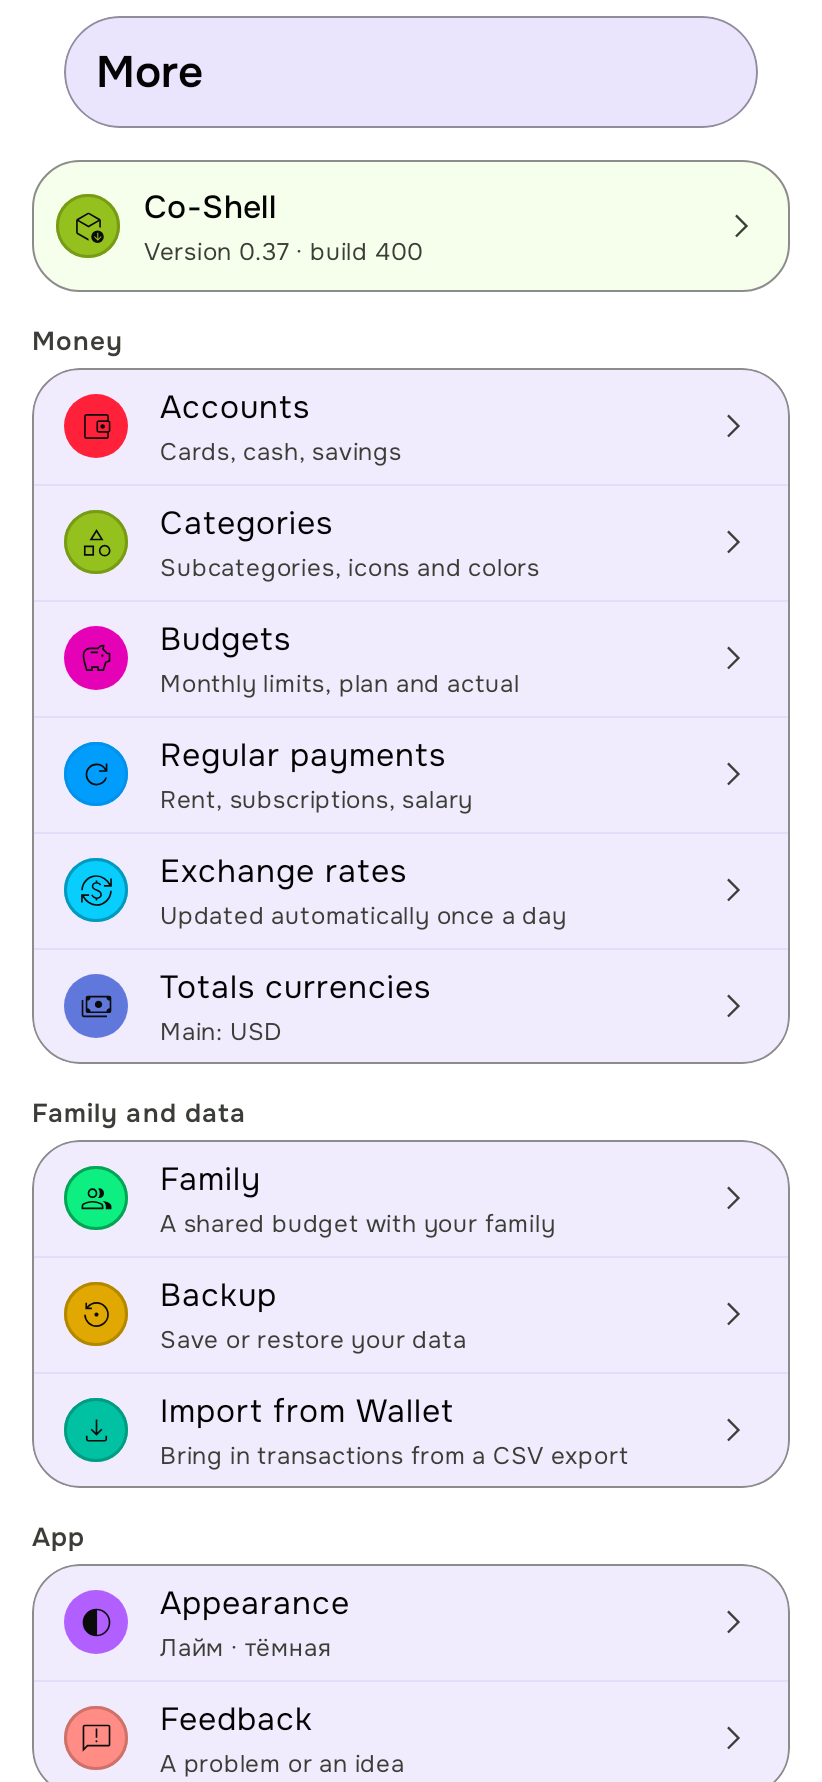 More
Co-Shell
Version 0.37 · build 400
Money
Accounts
Cards, cash, savings
Categories
Subcategories, icons and colors
Budgets
Monthly limits, plan and actual
Regular payments
Rent, subscriptions, salary
Exchange rates
Updated automatically once a day
Totals currencies
Main: USD
Family and data
Family
A shared budget with your family
Backup
Save or restore your data
Import from Wallet
Bring in transactions from a CSV export
App
Appearance
Лайм · тёмная
Feedback
A problem or an idea